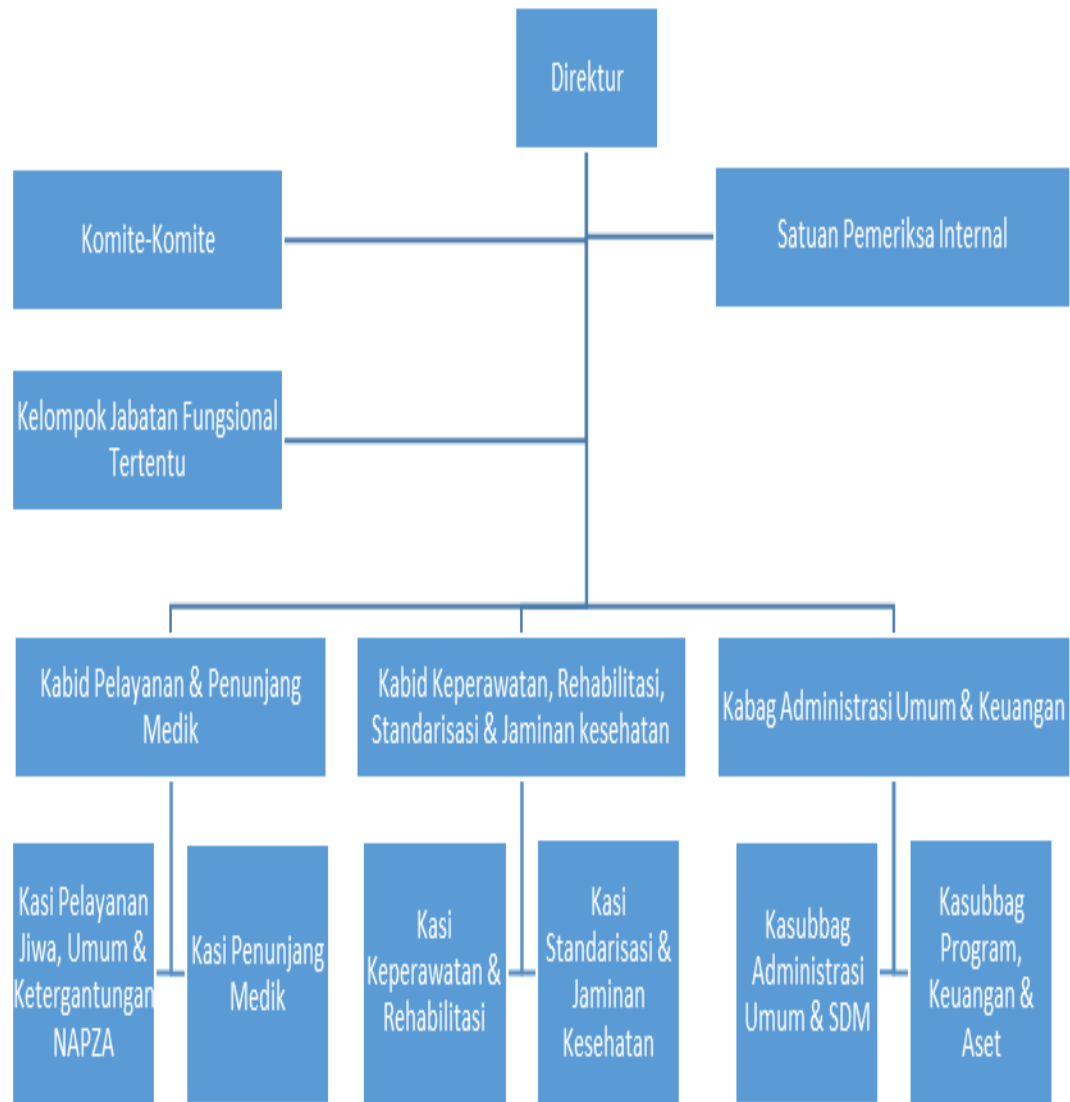 Direktur
Komite-Komite
Satuan Pemeriksa Internal
Kelompok Jabatan Fungsional
Tertentu
Kabid Pelayanan & Penunjang
Medik
Kabid Keperawatan, Rehabilitasi,
Standarisasi & Jaminan kesehatan
Kabag Administrasi Umum & Keuangan
Kasi Pelayanan
Jiwa, Umum &
Ketergantungan
NAPZA
Kasi Penunjang
Medik
Kasi
Keperawatan &
Rehabilitasi
Kasi
Standarisasi &
Jaminan
Kesehatan
Kasubbag
Administrasi
Umum & SDM
Kasubbag
Program,
Keuangan &
Aset